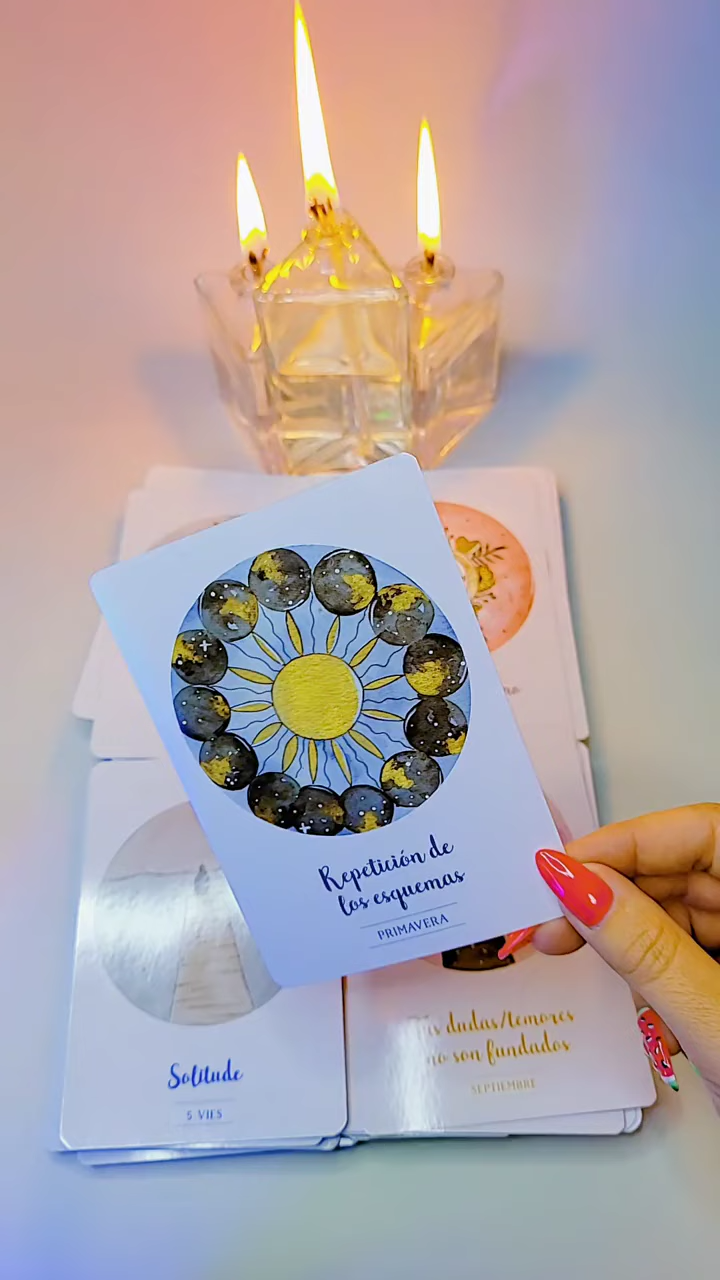 Repetición de
los esquemas
PRIMAVERA
Solitude
5 VIES
dudas/temores
no son fundados
SEPTIEMBRE